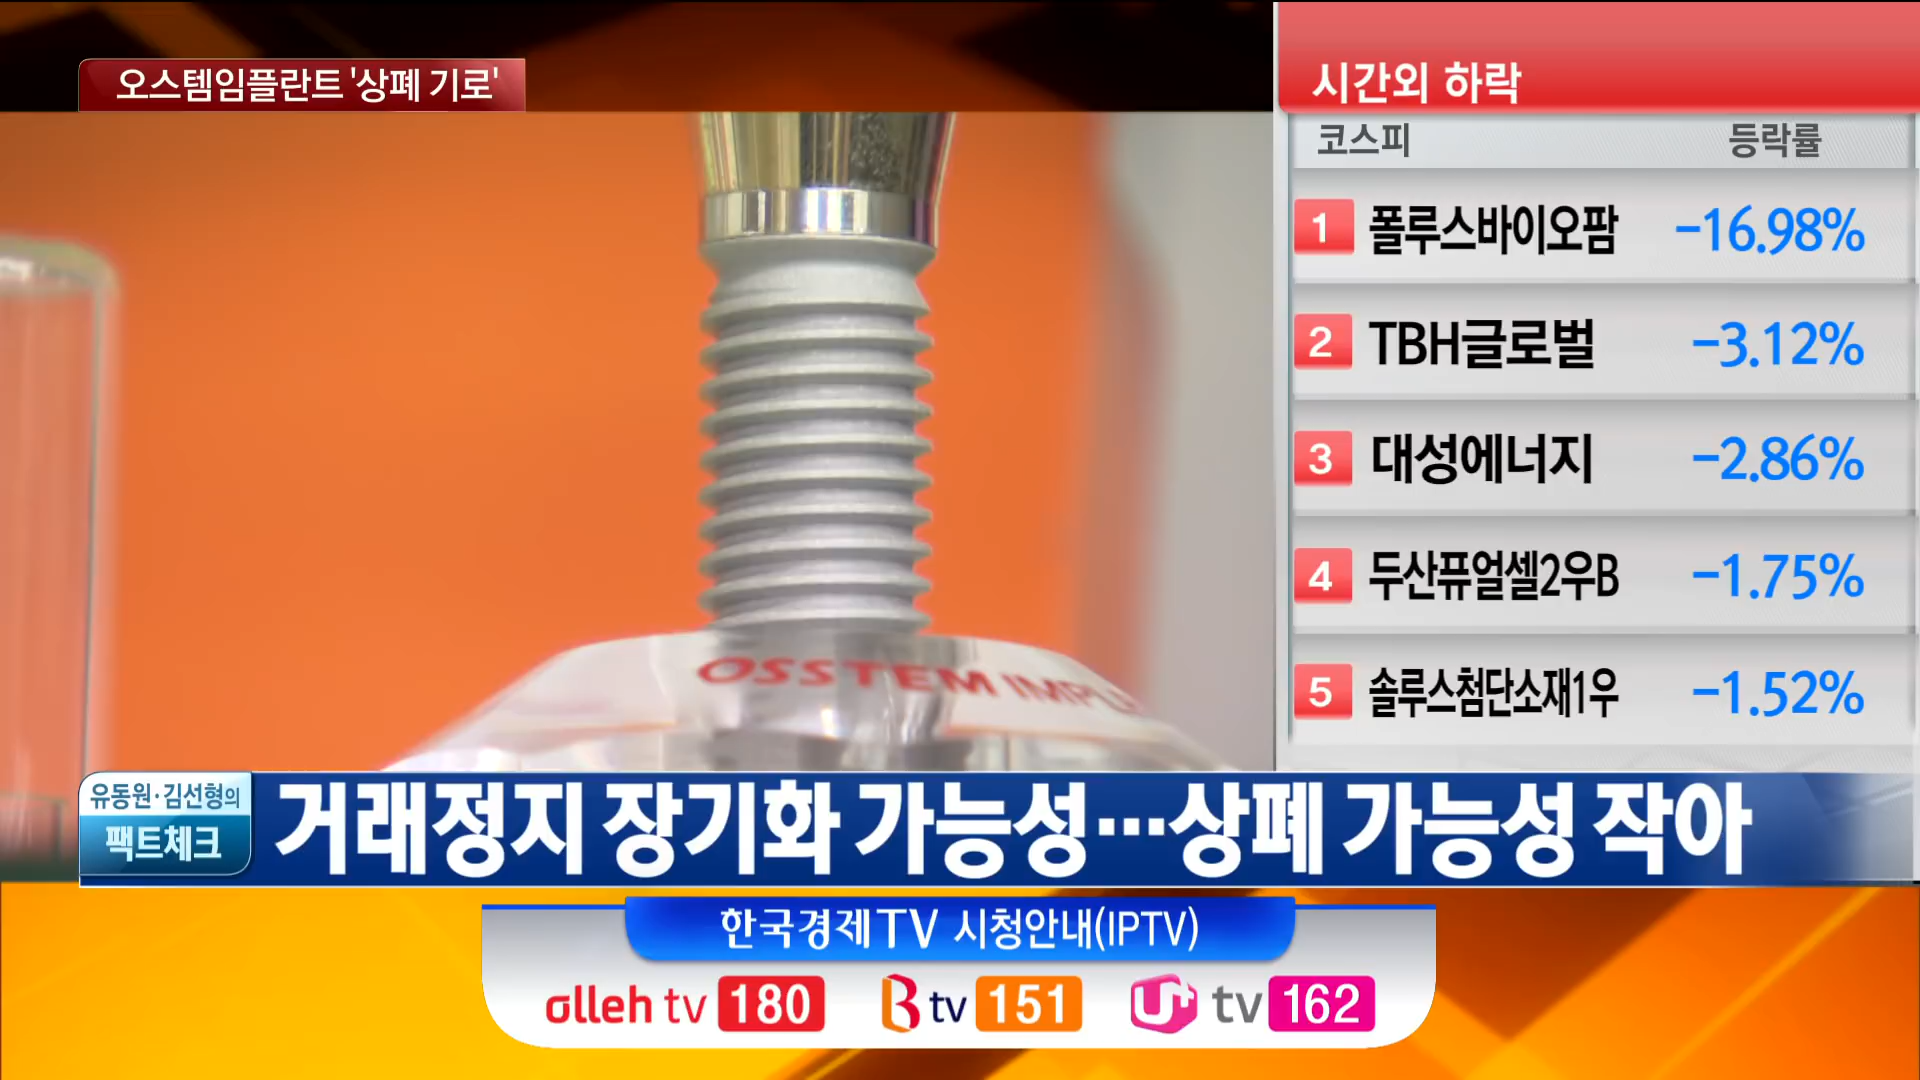 오스템임플란트 '상폐 기로'
시간외 하락
코스피 등락률
1 폴루스바이오팜 -16.98%
2 TBH글로벌 -3.12%
3 대성에너지 -2.86%
4 두산퓨얼셀2우B -1.75%
5 솔루스첨단소재1우 -1.52%
OSSTEM IMPL
유동원·김선형의
팩트체크
거래정지 장기화 가능성…상폐 가능성 작아
한국경제TV 시청안내(IPTV)
olleh tv 180 B tv 151 U+ tv 162